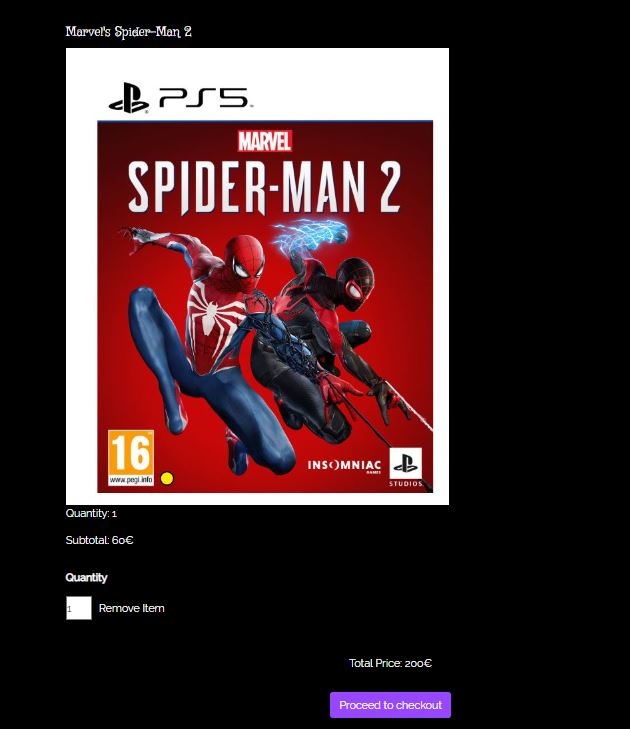 Marvel's Spider-Man 2
PS5
MARVEL
SPIDER-MAN 2
16
www.pegi.info
INSOMNIAC
GAMES
PlayStation
STUDIOS
Quantity: 1
Subtotal: 60€
Quantity
1 Remove Item
Total Price: 200€
Proceed to checkout